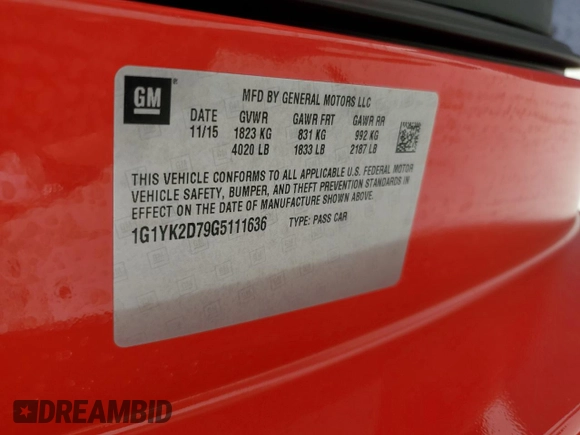 GM
MFD BY GENERAL MOTORS LLC
DATE GVWR GAWR FRT GAWR RR
11/15 1823 KG 831 KG 992 KG
4020 LB 1833 LB 2187 LB
THIS VEHICLE CONFORMS TO ALL APPLICABLE U.S. FEDERAL MOTOR
VEHICLE SAFETY, BUMPER, AND THEFT PREVENTION STANDARDS IN
EFFECT ON THE DATE OF MANUFACTURE SHOWN ABOVE.
1G1YK2D79G5111636 TYPE: PASS CAR
DREAMBID